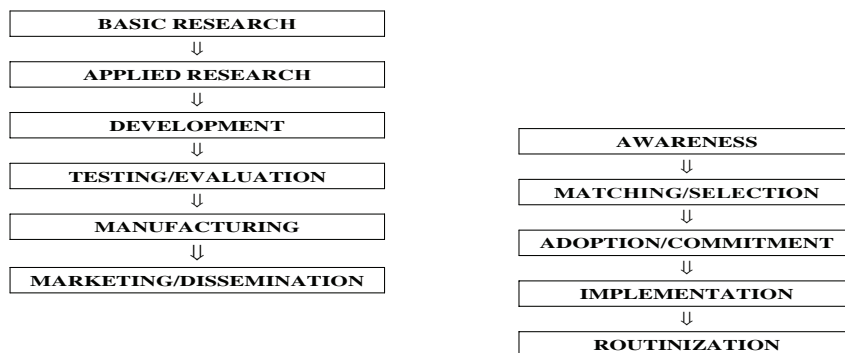 BASIC RESEARCH
⇓
APPLIED RESEARCH
⇓
DEVELOPMENT
⇓
TESTING/EVALUATION
⇓
MANUFACTURING
⇓
MARKETING/DISSEMINATION
AWARENESS
⇓
MATCHING/SELECTION
⇓
ADOPTION/COMMITMENT
⇓
IMPLEMENTATION
⇓
ROUTINIZATION